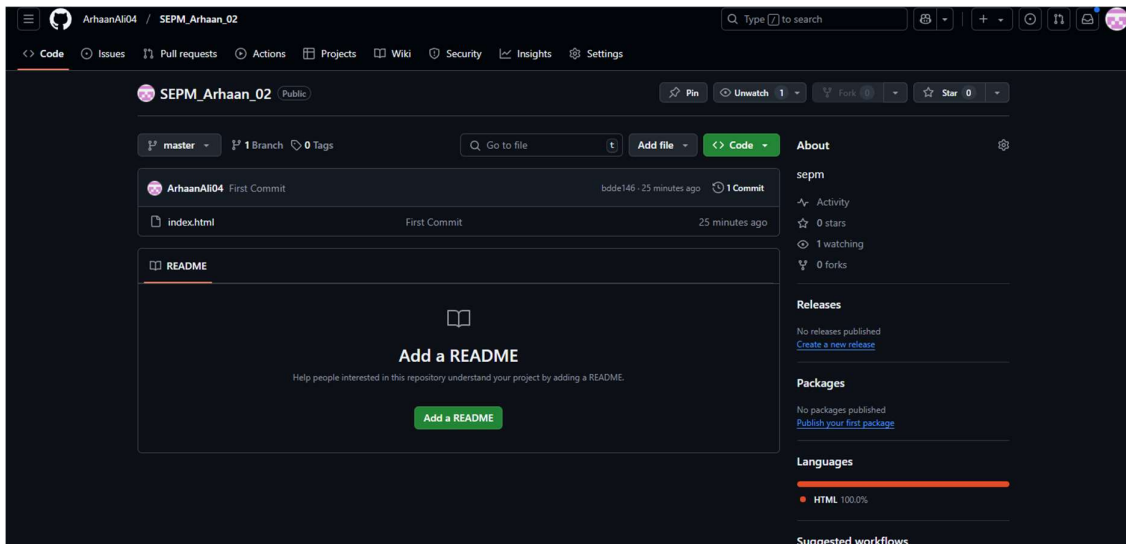 ArhaanAli04 / SEPM_Arhaan_02
Type / to search
Code Issues Pull requests Actions Projects Wiki Security Insights Settings
SEPM_Arhaan_02 Public
Pin Unwatch 1 Fork 0 Star 0
master 1 Branch 0 Tags Go to file t Add file Code
ArhaanAli04 First Commit bdde146 · 25 minutes ago 1 Commit
index.html First Commit 25 minutes ago
README
Add a README
Help people interested in this repository understand your project by adding a README.
Add a README
About
sepm
Activity
0 stars
1 watching
0 forks
Releases
No releases published
Create a new release
Packages
No packages published
Publish your first package
Languages
HTML 100.0%
Suggested workflows